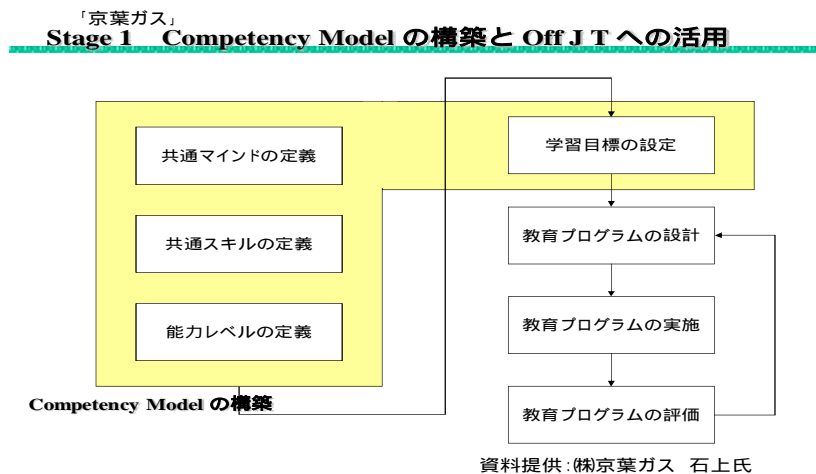 「京葉ガス」
Stage 1 Competency Model の構築と Off J T への活用
共通マインドの定義
共通スキルの定義
能力レベルの定義
Competency Model の構築
学習目標の設定
教育プログラムの設計
教育プログラムの実施
教育プログラムの評価
資料提供:㈱京葉ガス 石上氏